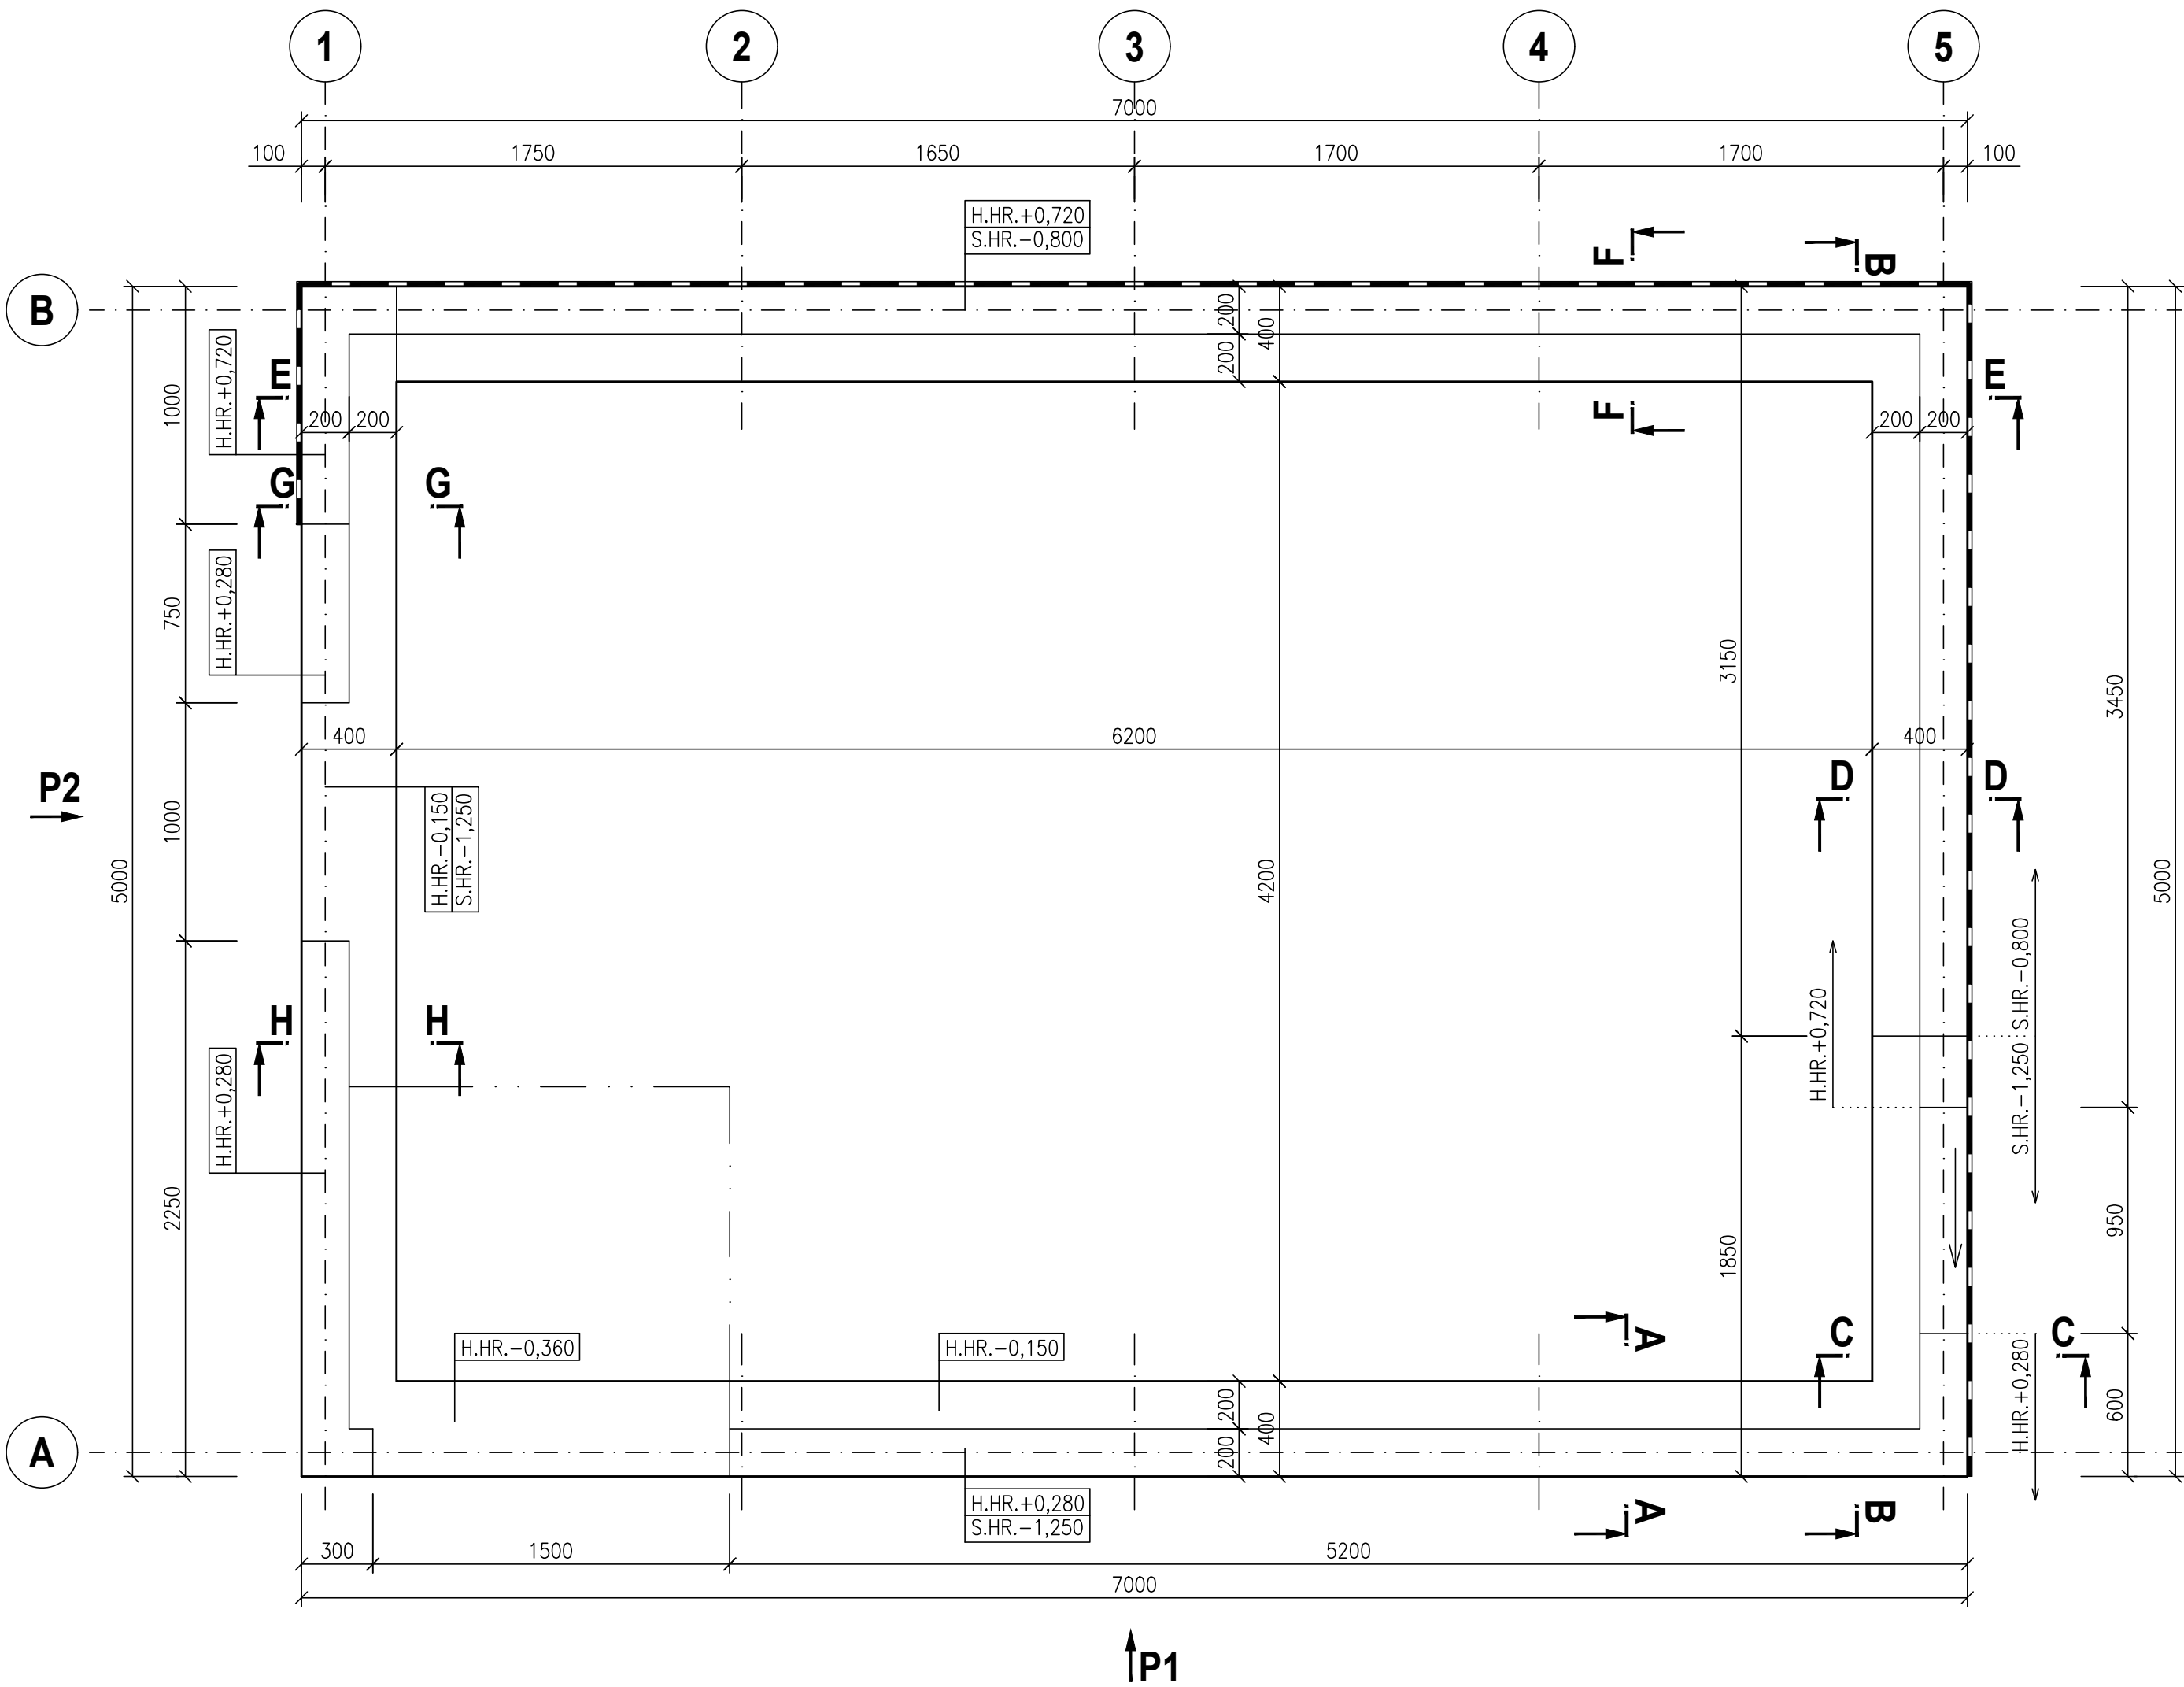 1 2 3 4 5
7000
100 1750 1650 1700 1700 100
H.HR.+0,720
S.HR.-0,800
F
B
B
200
400
200
H.HR.+0,720
1000
E
E
F
200 200
200 200
G
G
H.HR.+0,280
750
3150
3450
400 6200 400
P2
D
D
H.HR.-0,150
S.HR.-1,250
1000
5000
4200
5000
S.HR.-0,800
S.HR.-1,250
H.HR.+0,720
H
H
H.HR.+0,280
2250
1850
950
A
C
C
H.HR.-0,360
H.HR.-0,150
H.HR.+0,280
600
200
400
200
A
H.HR.+0,280
S.HR.-1,250
A
B
300 1500 5200
7000
P1